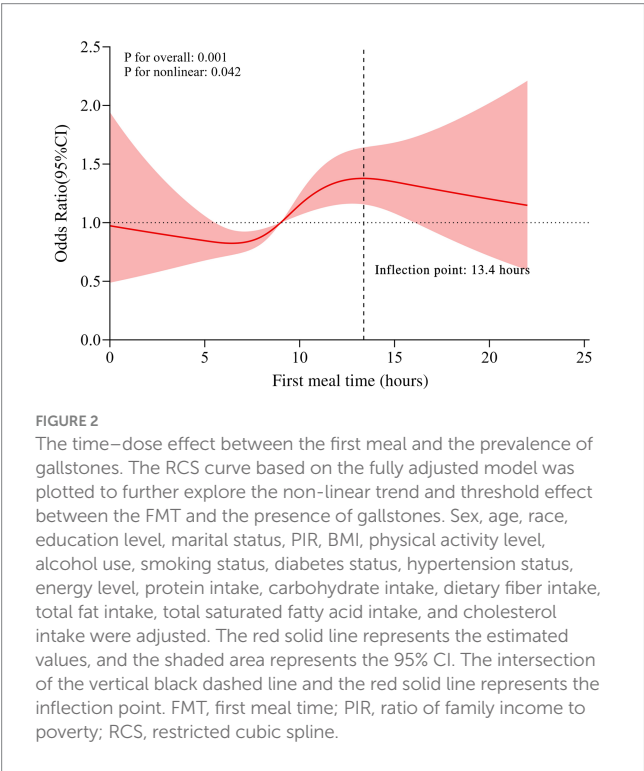 2.5
P for overall: 0.001
P for nonlinear: 0.042
2.0
1.5
1.0
0.5
0.0
Odds Ratio(95%CI)
Inflection point: 13.4 hours
0 5 10 15 20 25
First meal time (hours)
FIGURE 2
The time–dose effect between the first meal and the prevalence of
gallstones. The RCS curve based on the fully adjusted model was
plotted to further explore the non-linear trend and threshold effect
between the FMT and the presence of gallstones. Sex, age, race,
education level, marital status, PIR, BMI, physical activity level,
alcohol use, smoking status, diabetes status, hypertension status,
energy level, protein intake, carbohydrate intake, dietary fiber intake,
total fat intake, total saturated fatty acid intake, and cholesterol
intake were adjusted. The red solid line represents the estimated
values, and the shaded area represents the 95% CI. The intersection
of the vertical black dashed line and the red solid line represents the
inflection point. FMT, first meal time; PIR, ratio of family income to
poverty; RCS, restricted cubic spline.